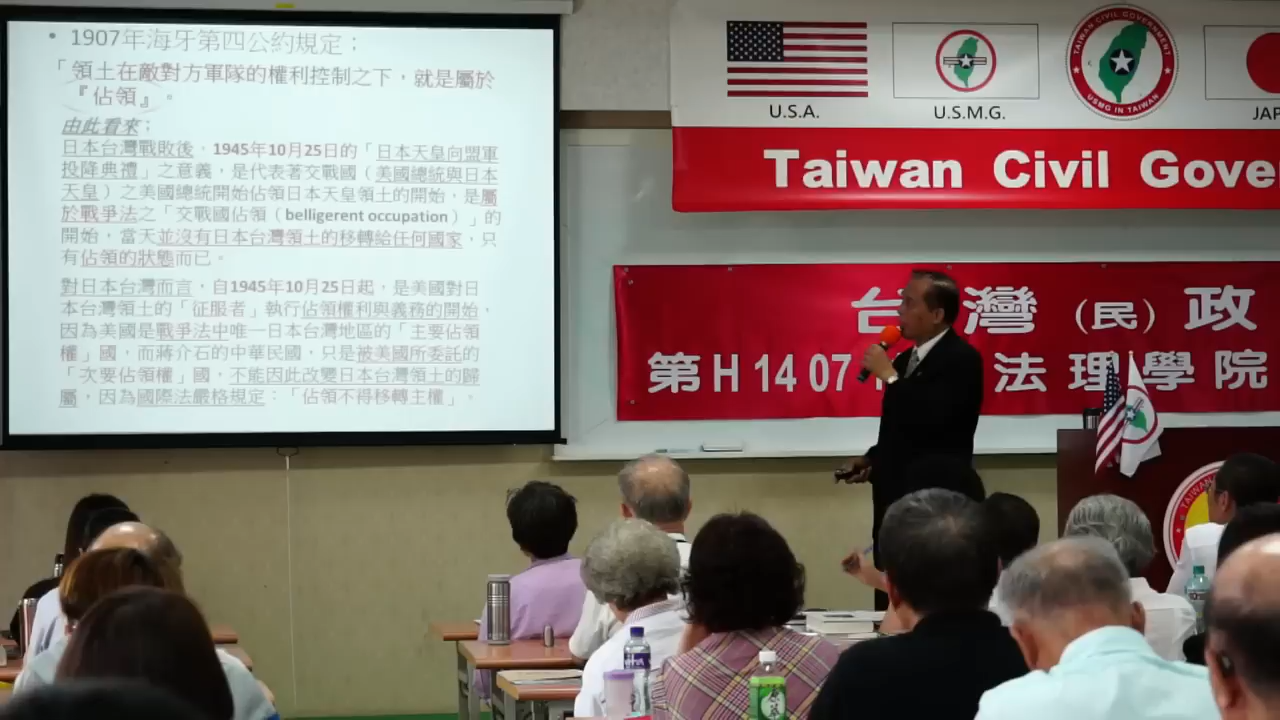 • 1907年海牙第四公約規定；
「領土在敵對方軍隊的權利控制之下，就是屬於
『佔領』。
由此看來；
日本台灣戰敗後，1945年10月25日的「日本天皇向盟軍
投降典禮」之意義，是代表著交戰國（美國總統與日本
天皇）之美國總統開始佔領日本天皇領土的開始，是屬
於戰爭法之「交戰國佔領（belligerent occupation）」的
開始，當天並沒有日本台灣領土的移轉給任何國家，只
有佔領的狀態而已。
對日本台灣而言，自1945年10月25日起，是美國對日
本台灣領土的「征服者」執行佔領權利與義務的開始，
因為美國是戰爭法中唯一日本台灣地區的「主要佔領
權」國，而蔣介石的中華民國，只是被美國所委託的
「次要佔領權」國，不能因此改變日本台灣領土的歸
屬，因為國際法嚴格規定：「佔領不得移轉主權」。
U.S.A.
U.S.M.G.
TAIWAN CIVIL GOVERNMENT
USMG IN TAIWAN
JAP
Taiwan Civil Gove
台灣（民）政
第H 14 07 法理學院
TAIWAN